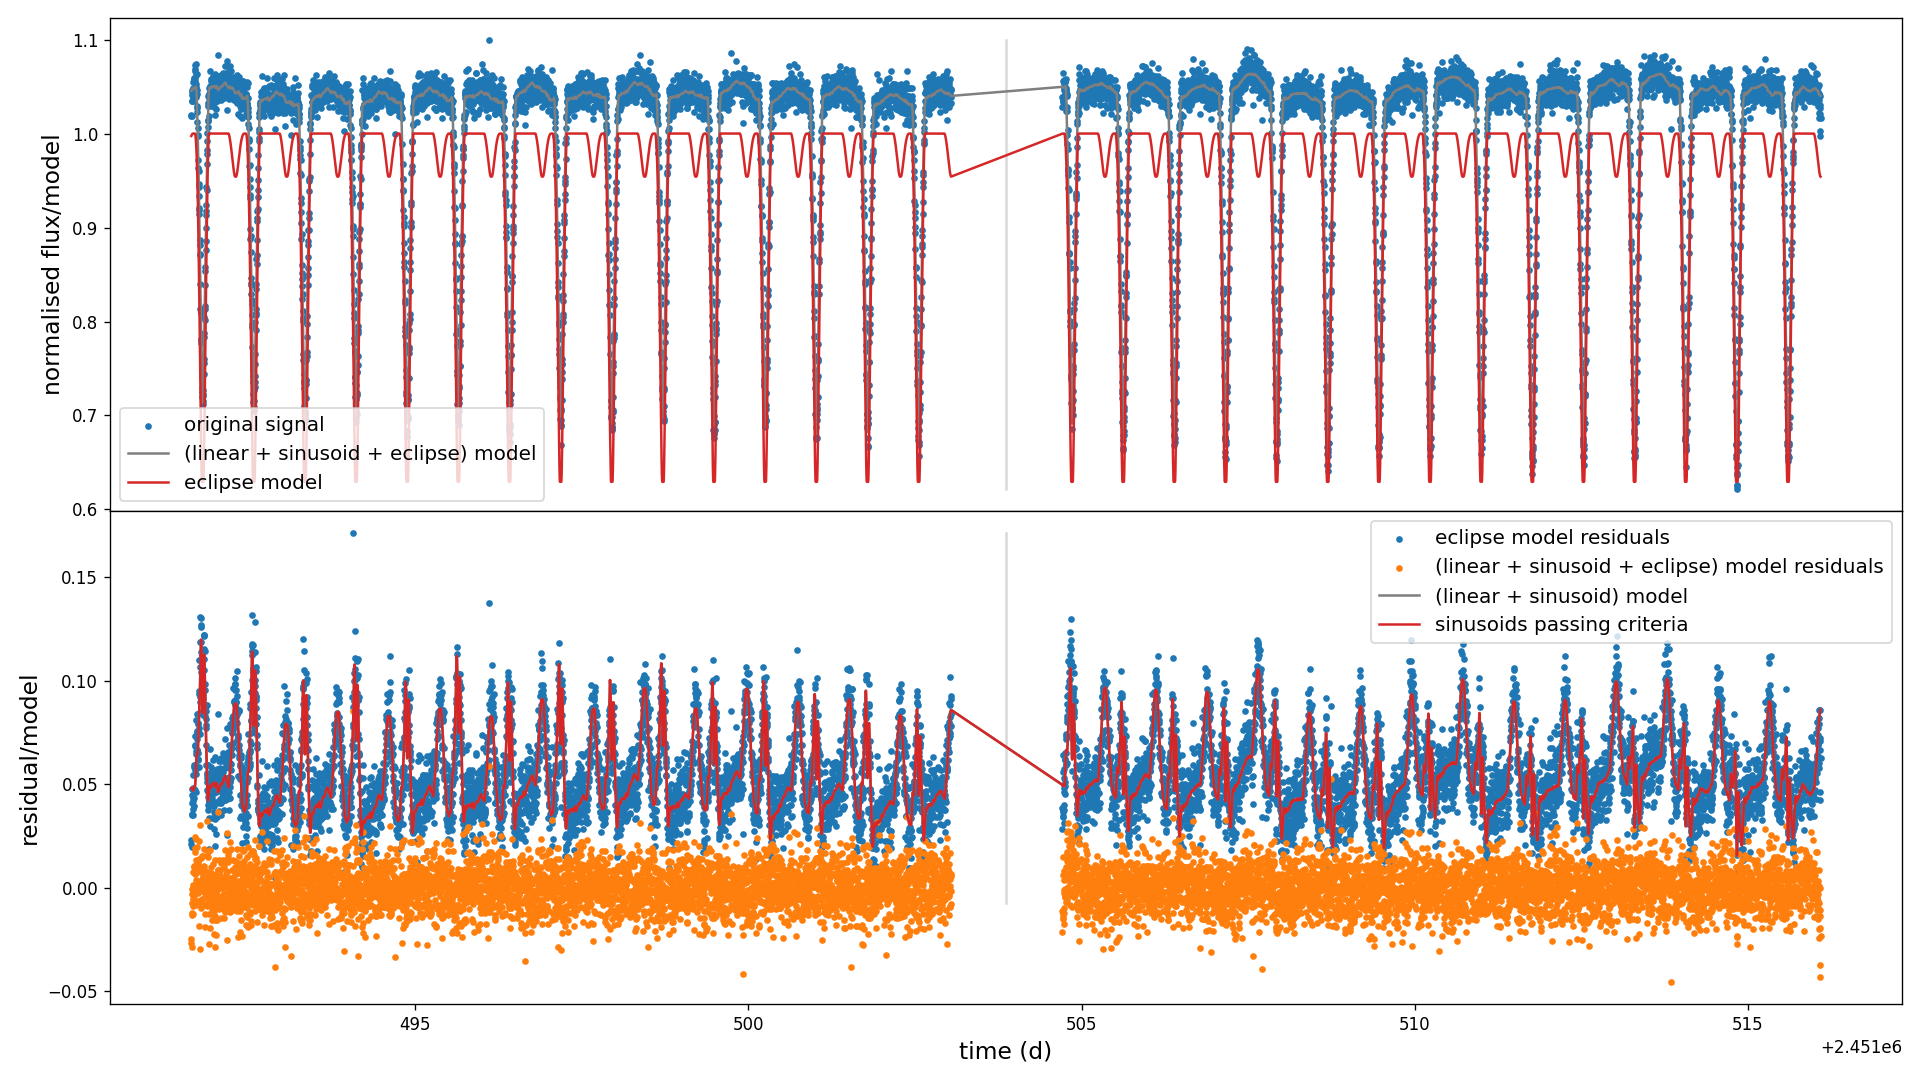 1.1
1.0
0.9
0.8
0.7
0.6
normalised flux/model
original signal
(linear + sinusoid + eclipse) model
eclipse model
0.15
0.10
0.05
0.00
−0.05
residual/model
eclipse model residuals
(linear + sinusoid + eclipse) model residuals
(linear + sinusoid) model
sinusoids passing criteria
495
500
505
510
515
time (d)
+2.451e6